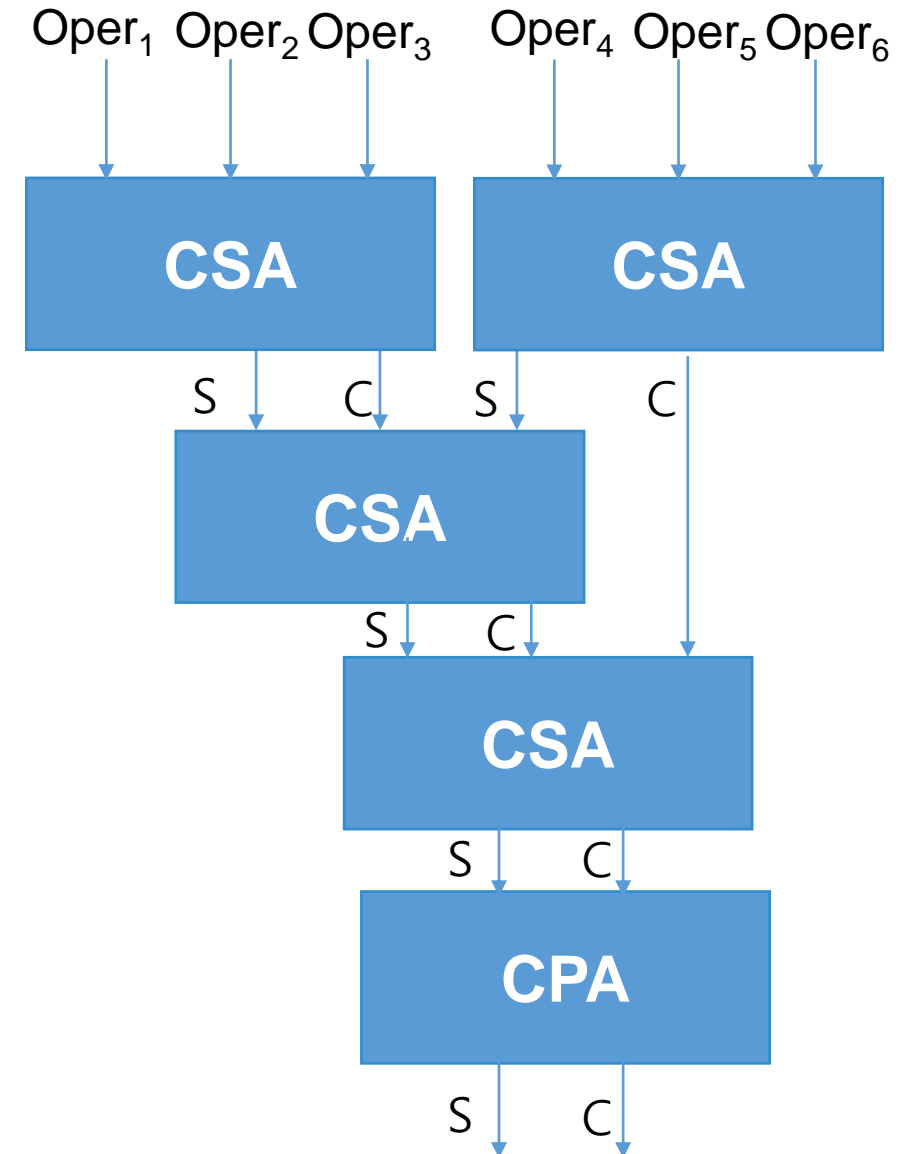 Oper₁ Oper₂ Oper₃ Oper₄ Oper₅ Oper₆
CSA CSA
S C S C
CSA
S C
CSA
S C
CPA
S C